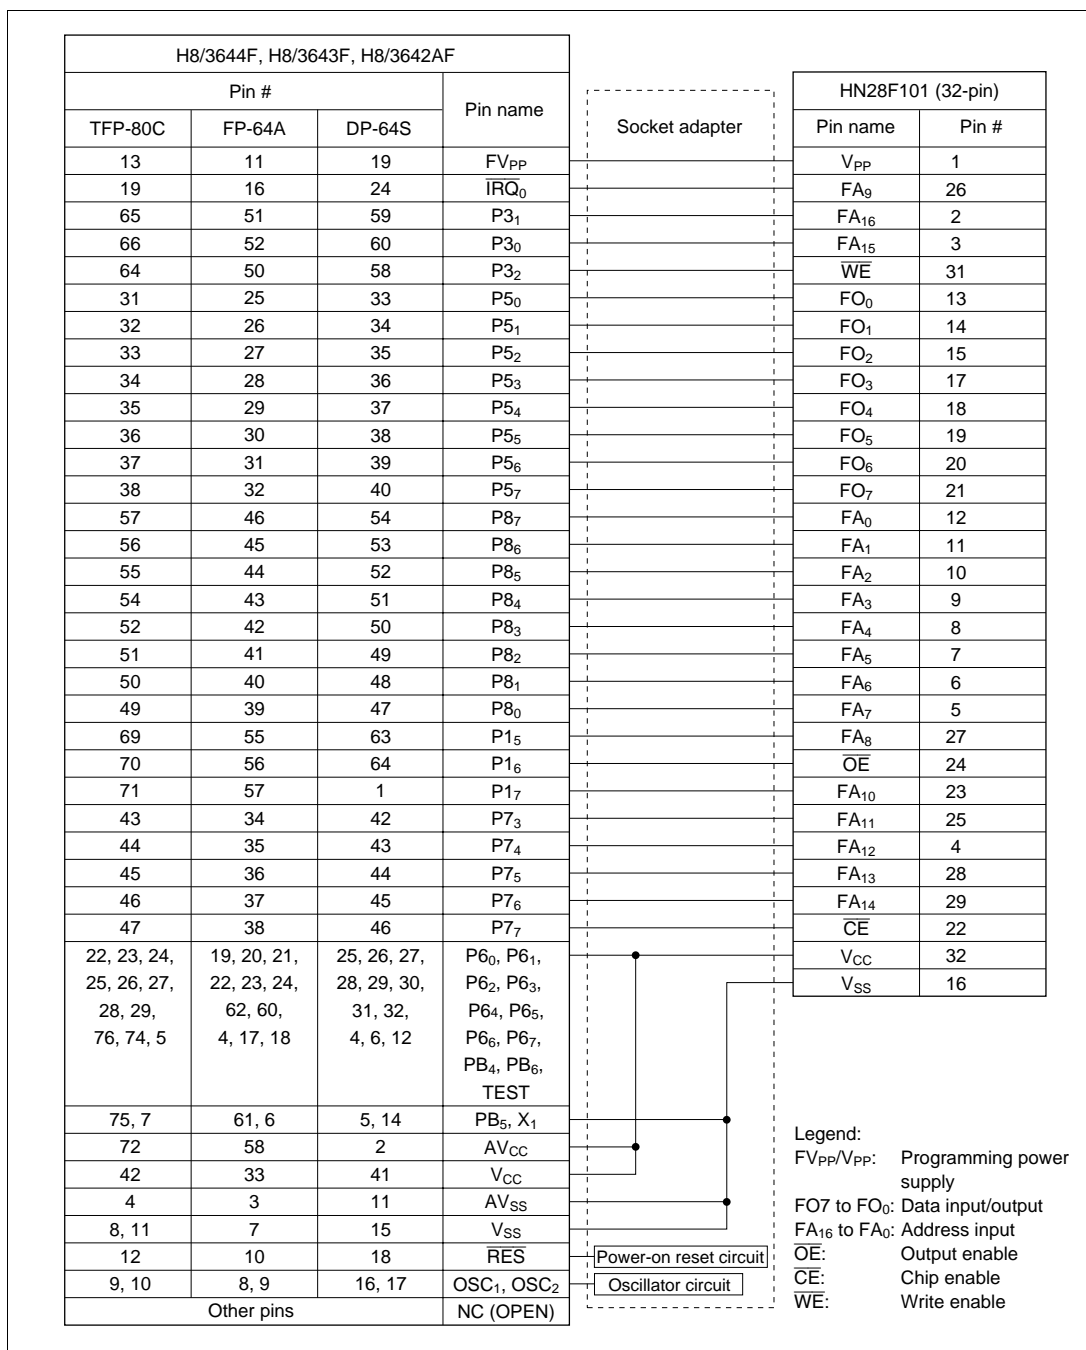 H8/3644F, H8/3643F, H8/3642AF
Pin #
Pin name
TFP-80C FP-64A DP-64S
Socket adapter
HN28F101 (32-pin)
Pin name Pin #
13 11 19 FVPP VPP 1
19 16 24 I̅R̅Q̅0 FA9 26
65 51 59 P31 FA16 2
66 52 60 P30 FA15 3
64 50 58 P32 W̅E̅ 31
31 25 33 P50 FO0 13
32 26 34 P51 FO1 14
33 27 35 P52 FO2 15
34 28 36 P53 FO3 17
35 29 37 P54 FO4 18
36 30 38 P55 FO5 19
37 31 39 P56 FO6 20
38 32 40 P57 FO7 21
57 46 54 P87 FA0 12
56 45 53 P86 FA1 11
55 44 52 P85 FA2 10
54 43 51 P84 FA3 9
52 42 50 P83 FA4 8
51 41 49 P82 FA5 7
50 40 48 P81 FA6 6
49 39 47 P80 FA7 5
69 55 63 P15 FA8 27
70 56 64 P16 O̅E̅ 24
71 57 1 P17 FA10 23
43 34 42 P73 FA11 25
44 35 43 P74 FA12 4
45 36 44 P75 FA13 28
46 37 45 P76 FA14 29
47 38 46 P77 C̅E̅ 22
22, 23, 24, 19, 20, 21, 25, 26, 27, P60, P61, VCC 32
25, 26, 27, 22, 23, 24, 28, 29, 30, P62, P63, VSS 16
28, 29, 62, 60, 31, 32, P64, P65,
76, 74, 5 4, 17, 18 4, 6, 12 P66, P67,
PB4, PB6,
TEST
75, 7 61, 6 5, 14 PB5, X1
72 58 2 AVCC
42 33 41 VCC
4 3 11 AVSS
8, 11 7 15 VSS
12 10 18 R̅E̅S̅ Power-on reset circuit
9, 10 8, 9 16, 17 OSC1, OSC2 Oscillator circuit
Other pins NC (OPEN)
Legend:
FVPP/VPP: Programming power
supply
FO7 to FO0: Data input/output
FA16 to FA0: Address input
O̅E̅: Output enable
C̅E̅: Chip enable
W̅E̅: Write enable